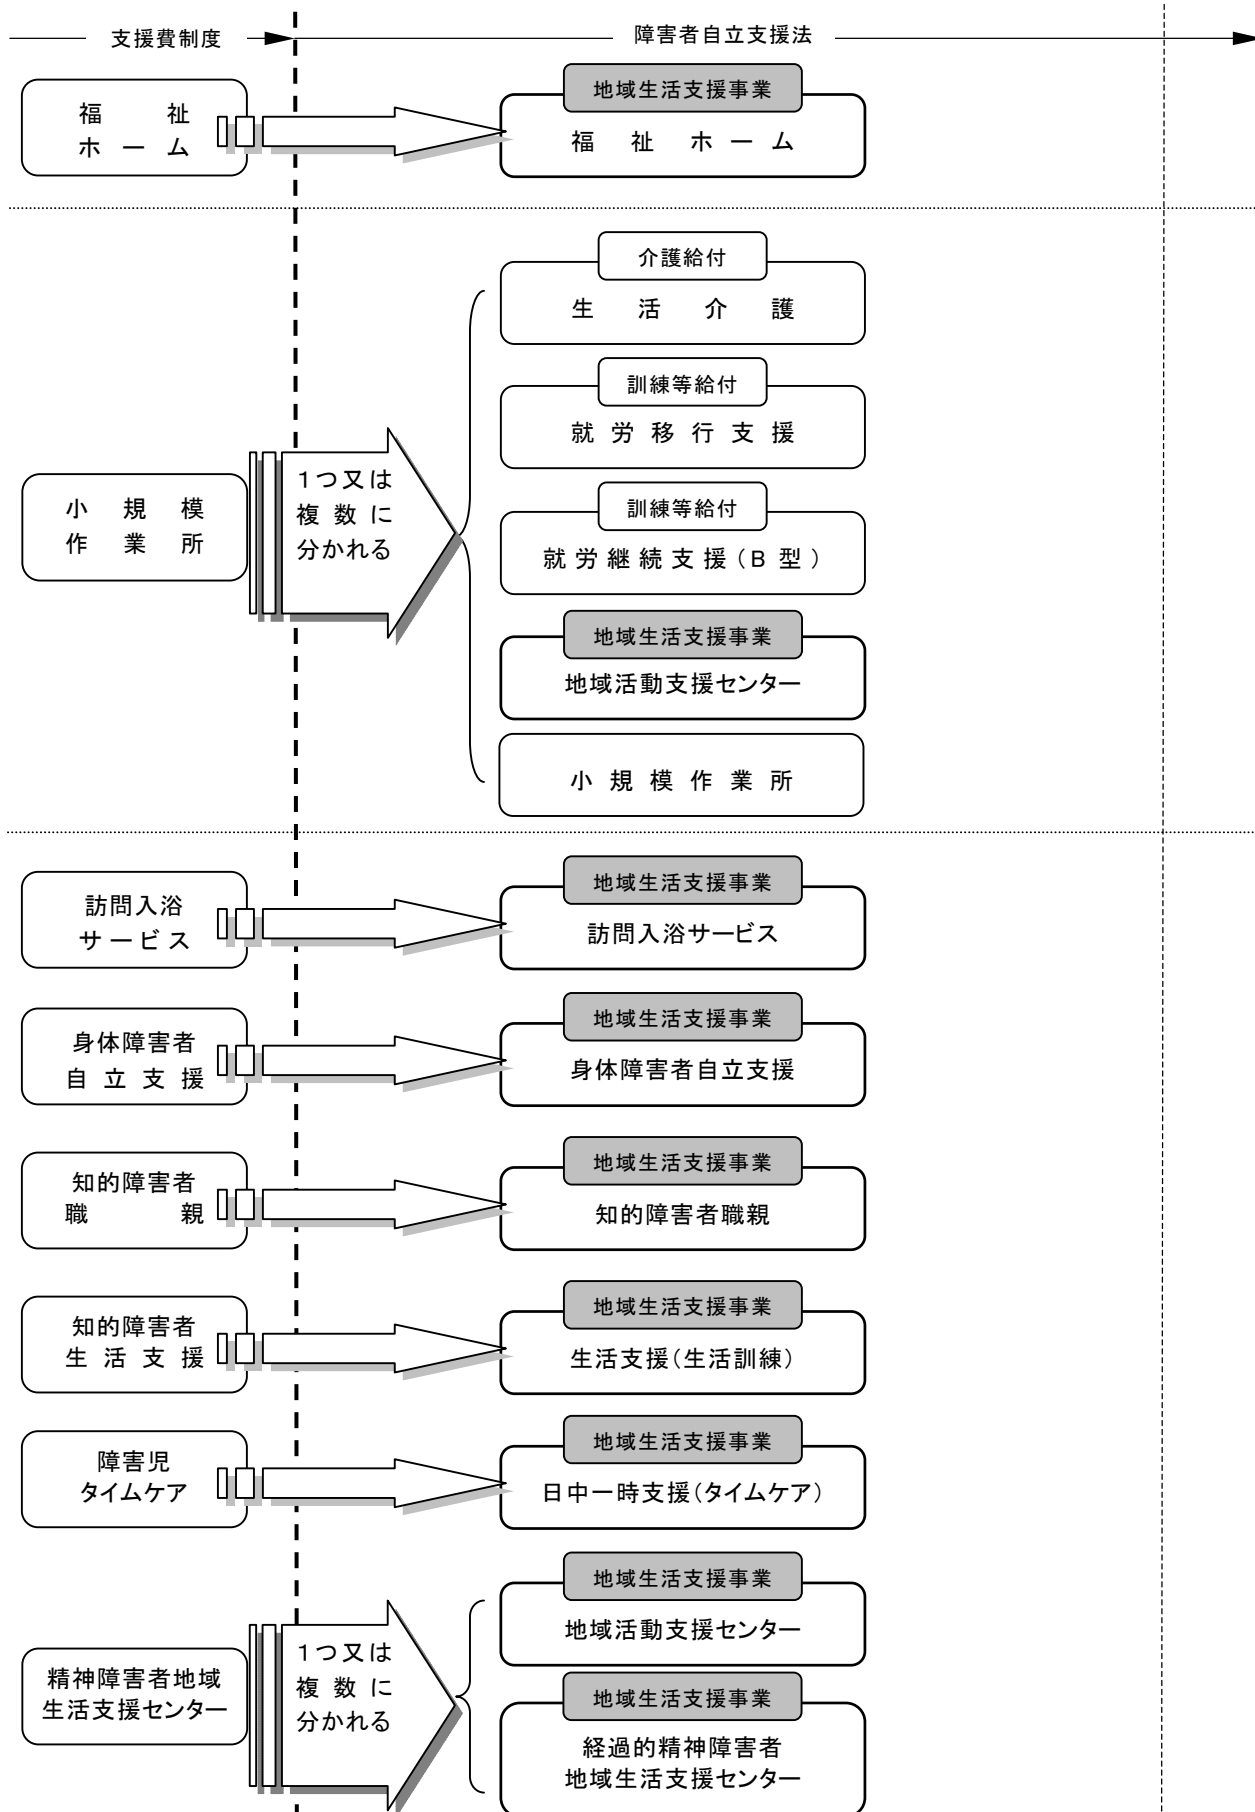 支援費制度
障害者自立支援法
福祉
ホーム
地域生活支援事業
福祉ホーム
小規模
作業所
1つ又は
複数に
分かれる
介護給付
生活介護
訓練等給付
就労移行支援
訓練等給付
就労継続支援(B型)
地域生活支援事業
地域活動支援センター
小規模作業所
訪問入浴
サービス
地域生活支援事業
訪問入浴サービス
身体障害者
自立支援
地域生活支援事業
身体障害者自立支援
知的障害者
職親
地域生活支援事業
知的障害者職親
知的障害者
生活支援
地域生活支援事業
生活支援(生活訓練)
障害児
タイムケア
地域生活支援事業
日中一時支援(タイムケア)
精神障害者地域
生活支援センター
1つ又は
複数に
分かれる
地域生活支援事業
地域活動支援センター
地域生活支援事業
経過的精神障害者
地域生活支援センター